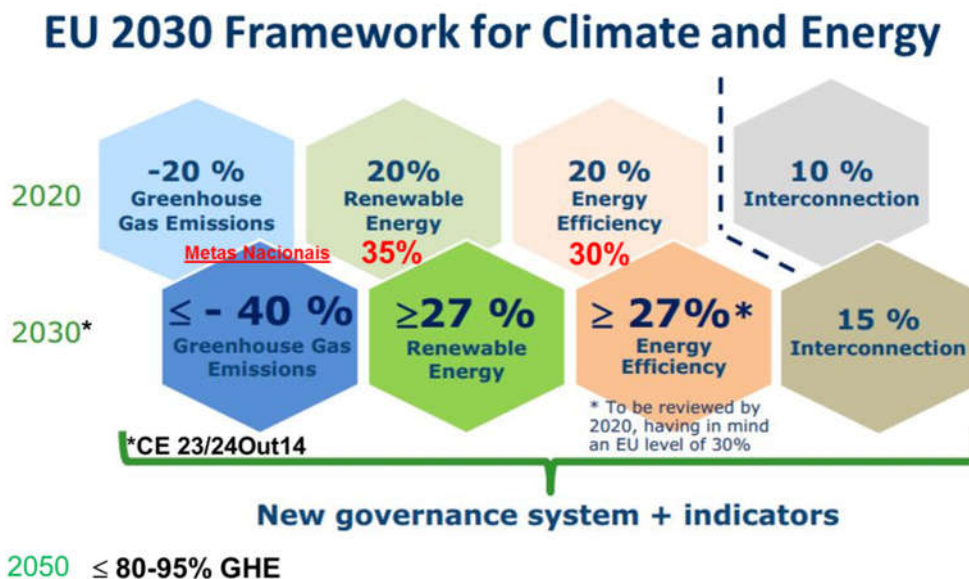 EU 2030 Framework for Climate and Energy
2020
-20 %
Greenhouse
Gas Emissions
20%
Renewable
Energy
20 %
Energy
Efficiency
10 %
Interconnection
Metas Nacionais
35%
30%
2030*
≤ - 40 %
Greenhouse Gas
Emissions
≥27 %
Renewable
Energy
≥ 27%*
Energy
Efficiency
15 %
Interconnection
* To be reviewed by
2020, having in mind
an EU level of 30%
*CE 23/24Out14
New governance system + indicators
2050 ≤ 80-95% GHE